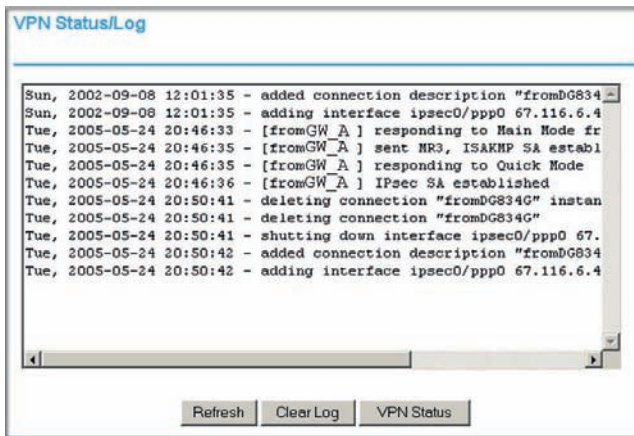 VPN Status/Log
Sun, 2002-09-08 12:01:35 - added connection description "fromDG834
Sun, 2002-09-08 12:01:35 - adding interface ipsec0/ppp0 67.116.6.4
Tue, 2005-05-24 20:46:33 - [fromGW_A ] responding to Main Mode fr
Tue, 2005-05-24 20:46:35 - [fromGW_A ] sent MR3, ISAKMP SA establ
Tue, 2005-05-24 20:46:35 - [fromGW_A ] responding to Quick Mode
Tue, 2005-05-24 20:46:36 - [fromGW_A ] IPsec SA established
Tue, 2005-05-24 20:50:41 - deleting connection "fromDG834G" instan
Tue, 2005-05-24 20:50:41 - deleting connection "fromDG834G"
Tue, 2005-05-24 20:50:41 - shutting down interface ipsec0/ppp0 67.
Tue, 2005-05-24 20:50:42 - added connection description "fromDG834
Tue, 2005-05-24 20:50:42 - adding interface ipsec0/ppp0 67.116.6.4
Refresh Clear Log VPN Status